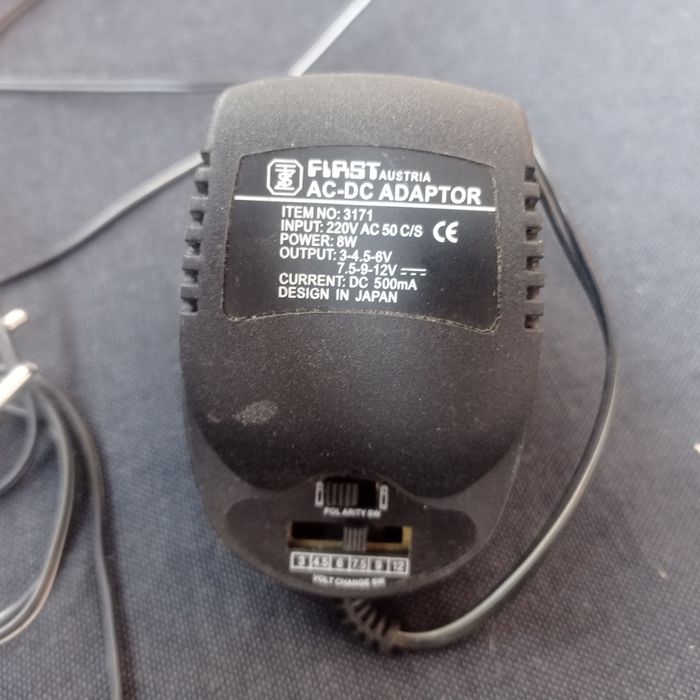 FIRST AUSTRIA
AC-DC ADAPTOR
ITEM NO: 3171
INPUT: 220V AC 50 C/S
CE
POWER: 8W
OUTPUT: 3-4.5-6V
7.5-9-12V
CURRENT: DC 500mA
DESIGN IN JAPAN
POLARITY SW
3 4.5 6 7.5 9 12
VOLT CHANGE SW